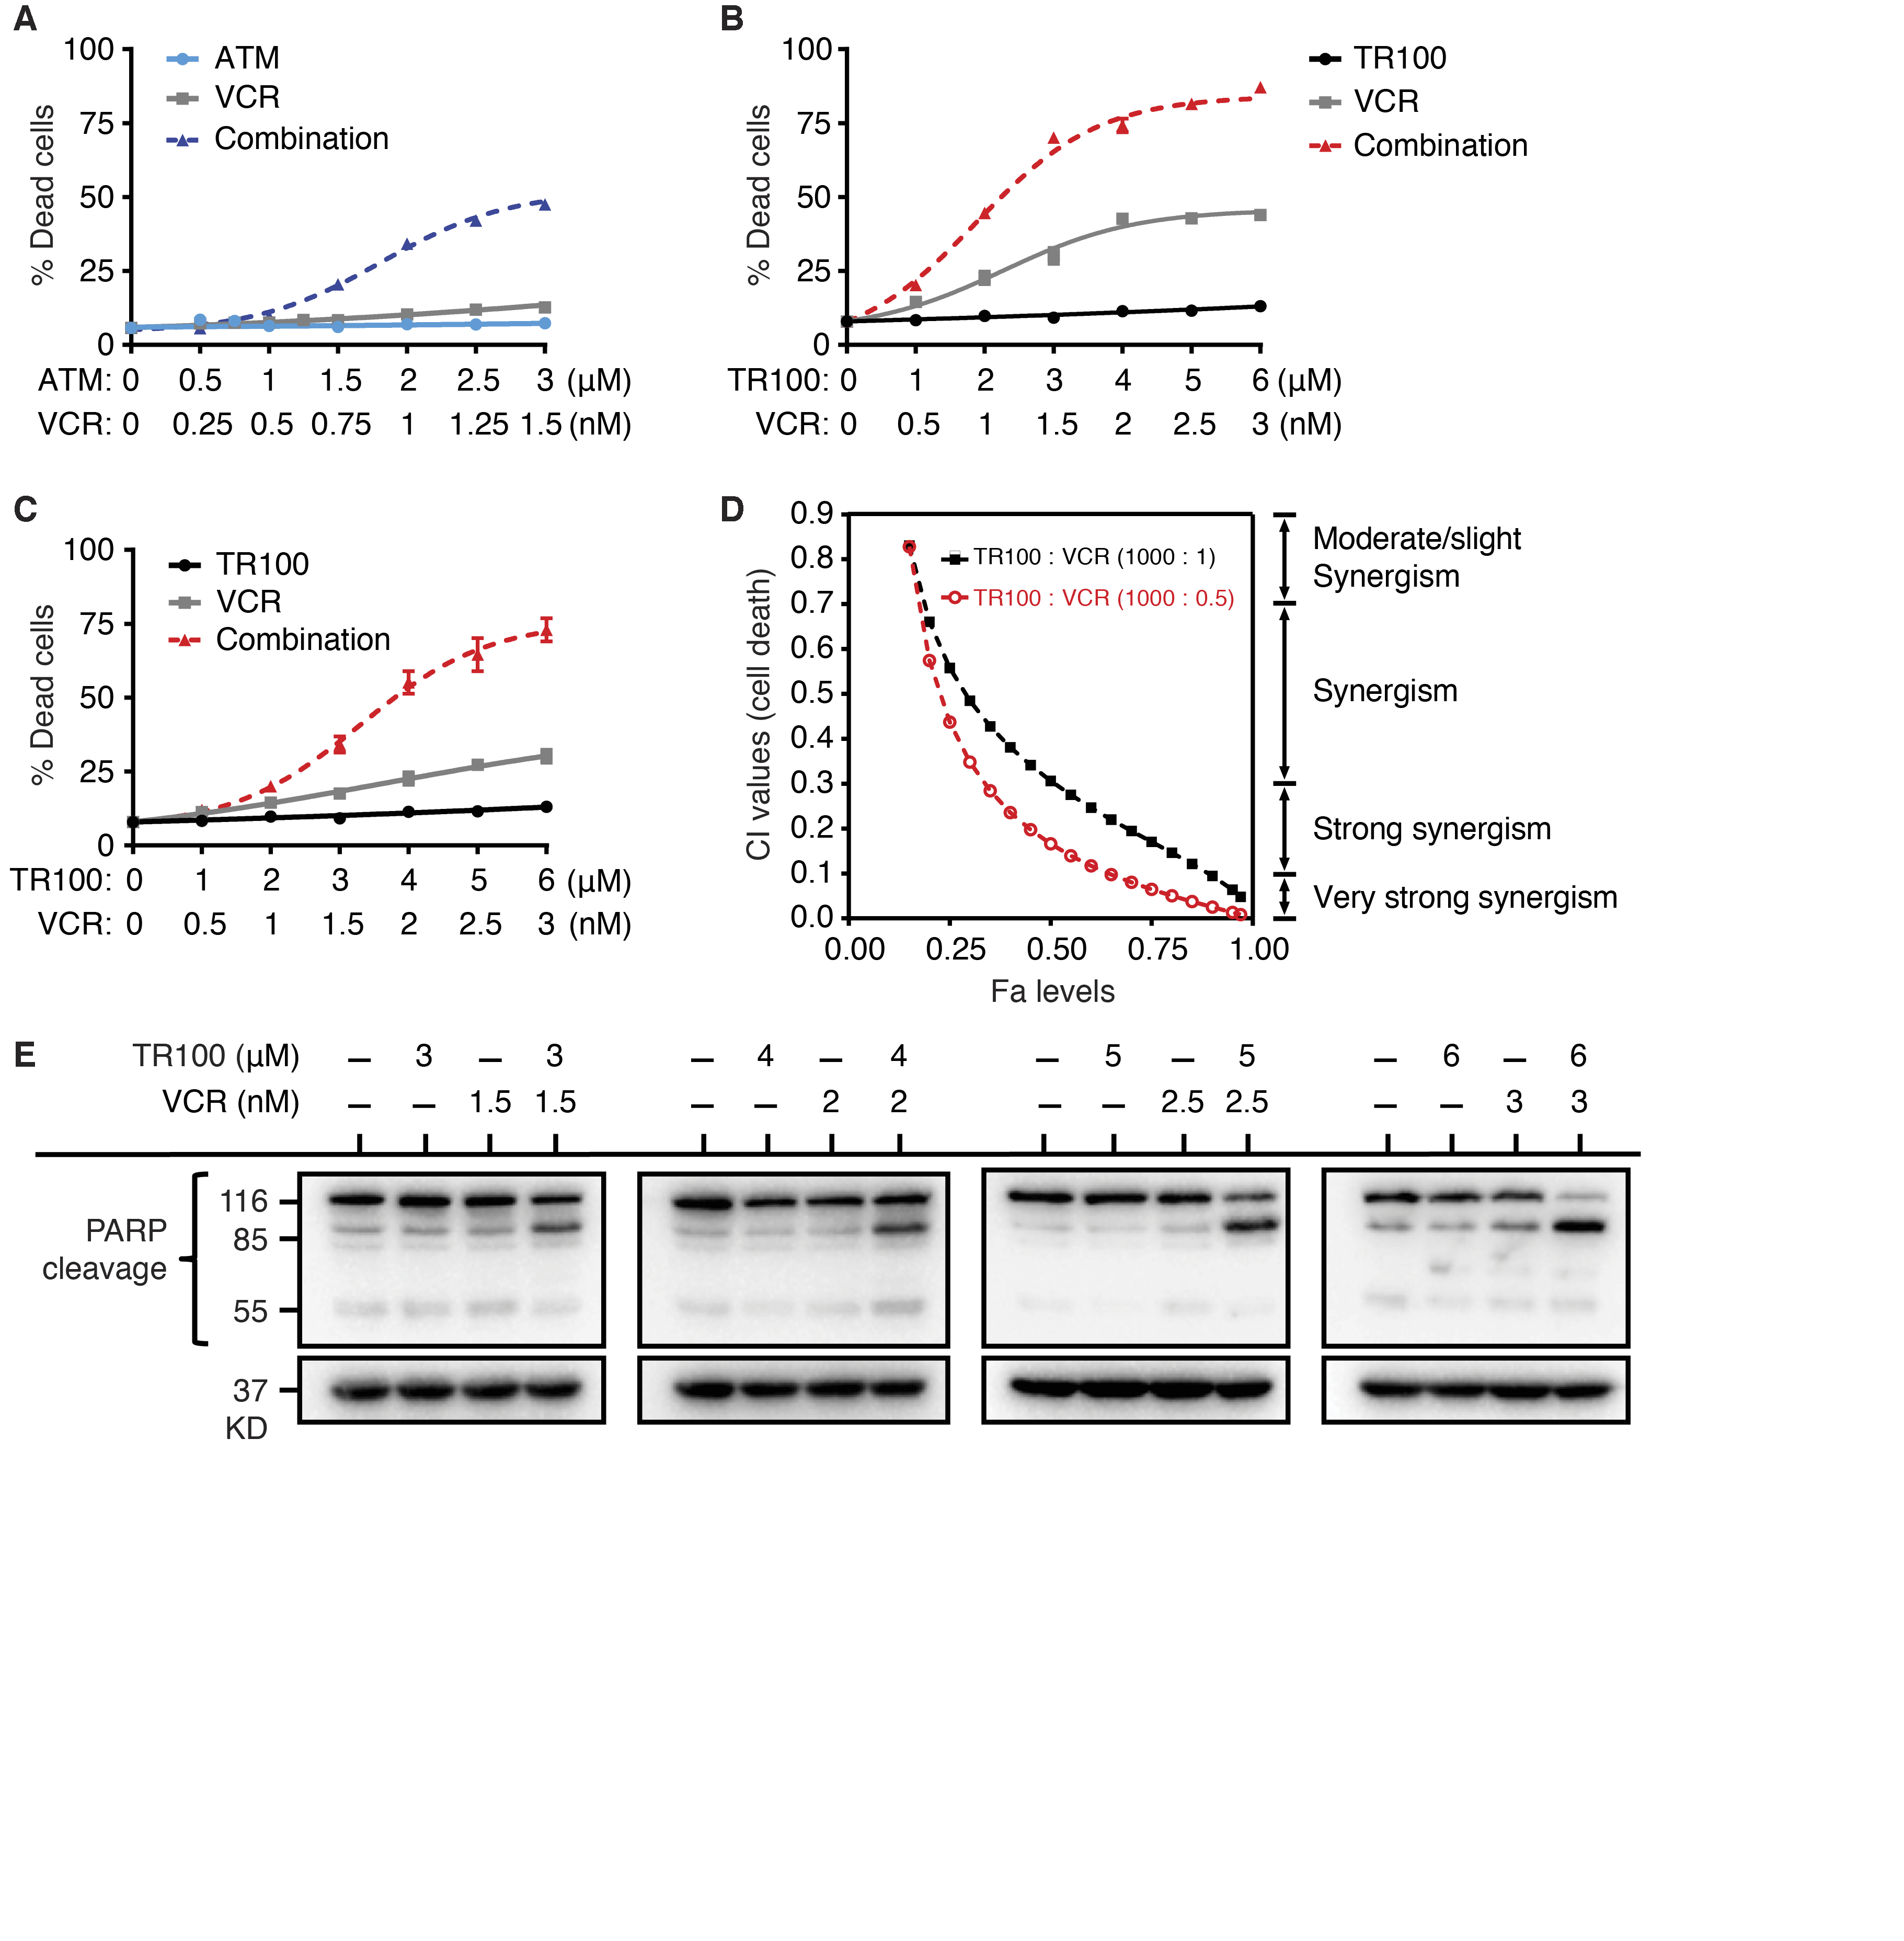 A
100
75
50
25
0
% Dead cells
ATM
VCR
Combination
ATM: 0 0.5 1 1.5 2 2.5 3 (μM)
VCR: 0 0.25 0.5 0.75 1 1.25 1.5 (nM)
B
100
75
50
25
0
% Dead cells
TR100
VCR
Combination
TR100: 0 1 2 3 4 5 6 (μM)
VCR: 0 0.5 1 1.5 2 2.5 3 (nM)
C
100
75
50
25
0
% Dead cells
TR100
VCR
Combination
TR100: 0 1 2 3 4 5 6 (μM)
VCR: 0 0.5 1 1.5 2 2.5 3 (nM)
D
0.9
0.8
0.7
0.6
0.5
0.4
0.3
0.2
0.1
0.0
CI values (cell death)
TR100 : VCR (1000 : 1)
TR100 : VCR (1000 : 0.5)
0.00 0.25 0.50 0.75 1.00
Fa levels
Moderate/slight
Synergism
Synergism
Strong synergism
Very strong synergism
E
TR100 (μM) – 3 – 3 – 4 – 4 – 5 – 5 – 6 – 6
VCR (nM) – – 1.5 1.5 – – 2 2 – – 2.5 2.5 – – 3 3
PARP
cleavage
116
85
55
37
KD